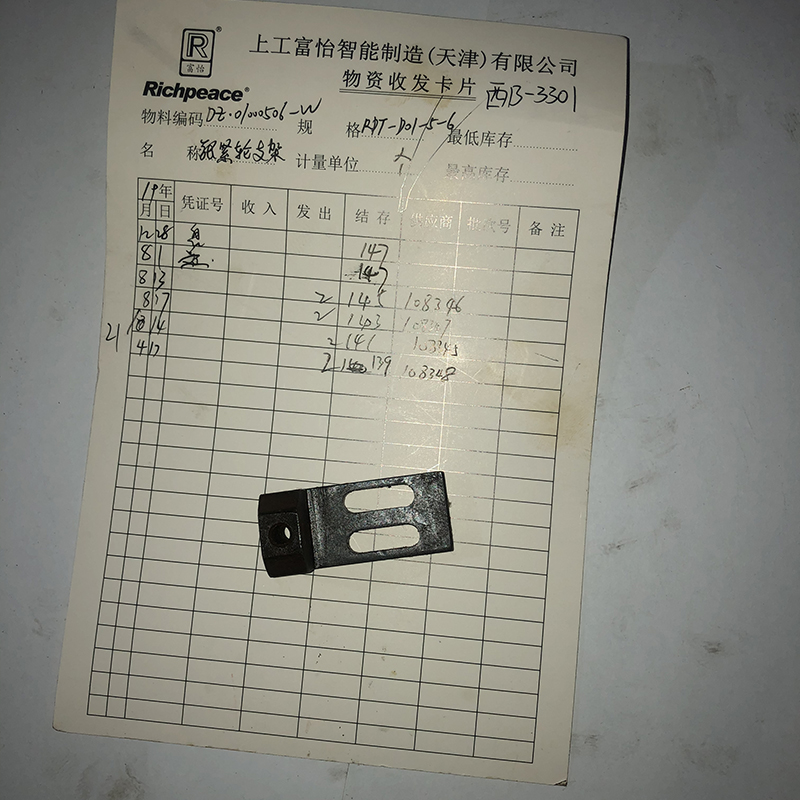 R
富怡
Richpeace®
上工富怡智能制造(天津)有限公司
物资收发卡片 西B-3301
物料编码 DZ.01000506-W 规格 RDT-D01-5-6 最低库存
名称 张紧轮支架 计量单位 个 最高库存
19年 凭证号 收入 发出 结存 供应商 批次号 备注
月 日
12 28
8 1 147
8 13 147
8 17 2 145 108346
14 2 143
21 2 141 108345
4 12 2 139 108348